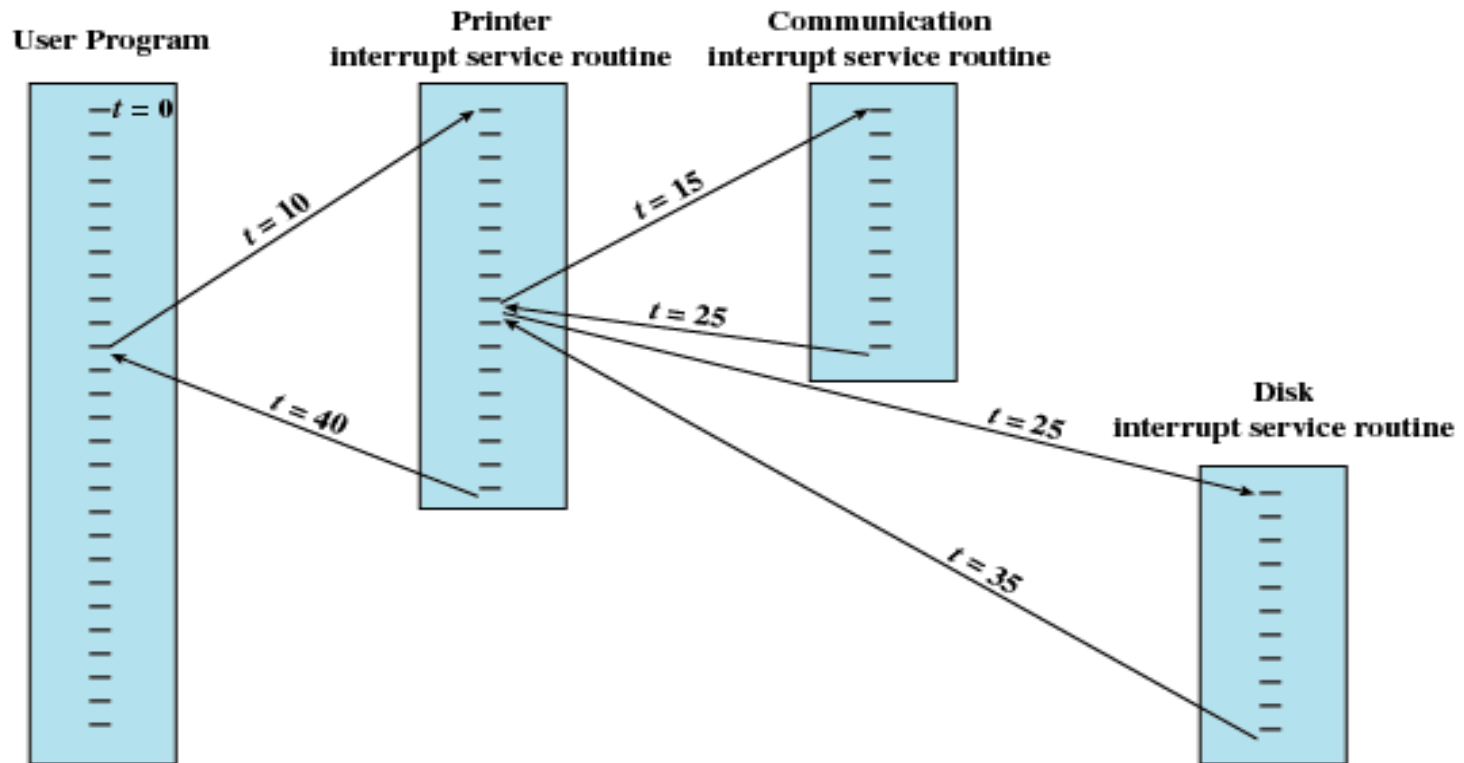 User Program
Printer
interrupt service routine
Communication
interrupt service routine
t = 0
t = 10
t = 15
t = 25
t = 40
t = 25
Disk
interrupt service routine
t = 35